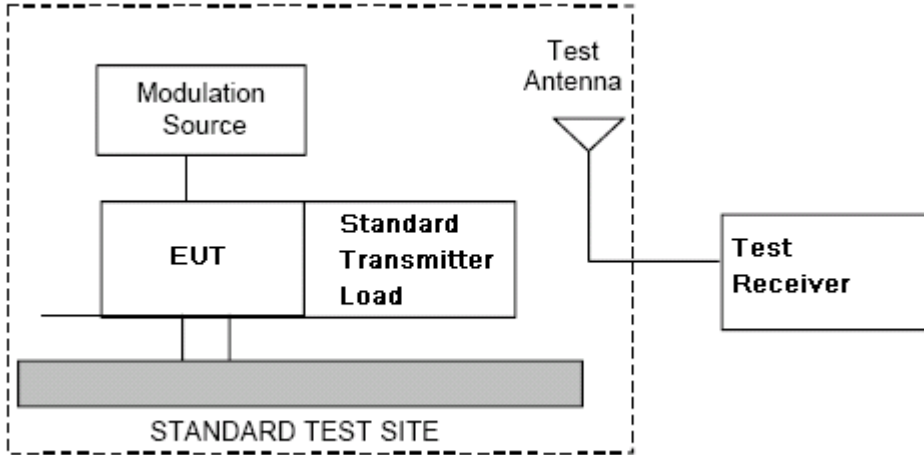 Test
Antenna
Modulation
Source
EUT
Standard
Transmitter
Load
Test
Receiver
STANDARD TEST SITE